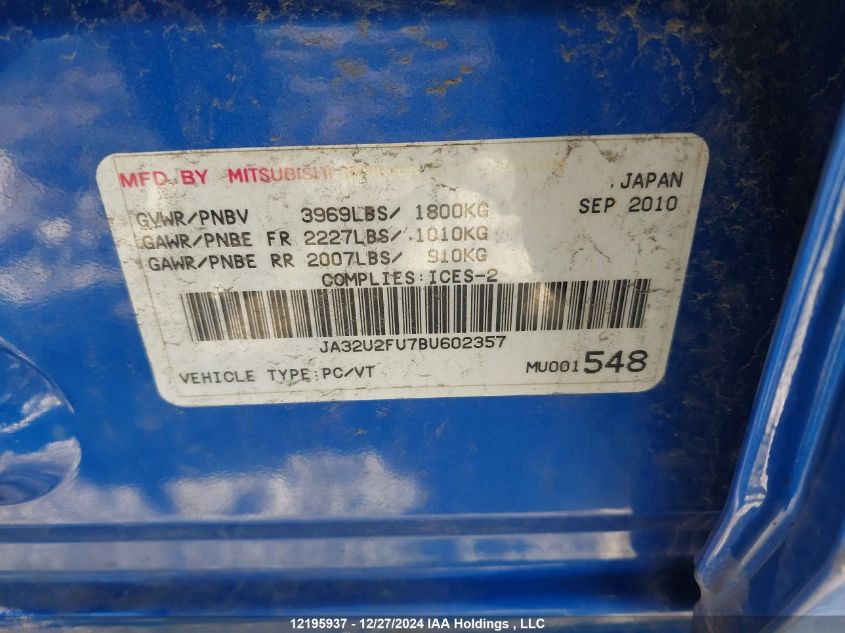 MFD. BY MITSUBISHI
, JAPAN
GVWR/PNBV 3969LBS/ 1800KG SEP 2010
GAWR/PNBE FR 2227LBS/ 1010KG
GAWR/PNBE RR 2007LBS/ 910KG
COMPLIES:ICES-2
JA32U2FU7BU602357
VEHICLE TYPE:PC/VT MU001548
12195937 - 12/27/2024 IAA Holdings , LLC